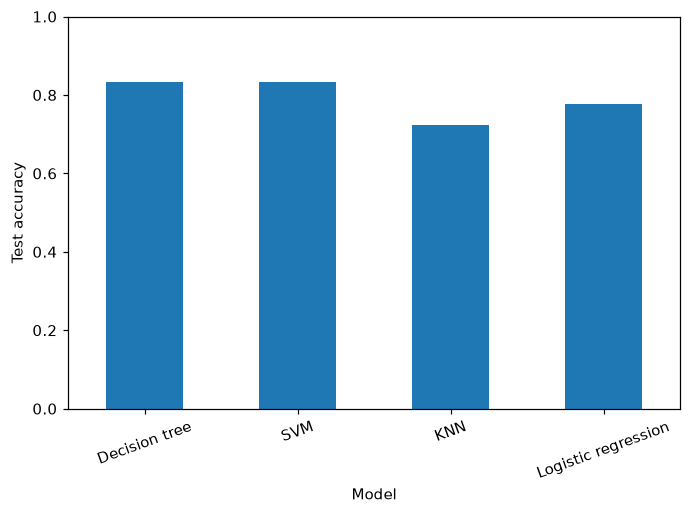 1.0
0.8
0.6
0.4
0.2
0.0
Test accuracy
Decision tree
SVM
KNN
Logistic regression
Model